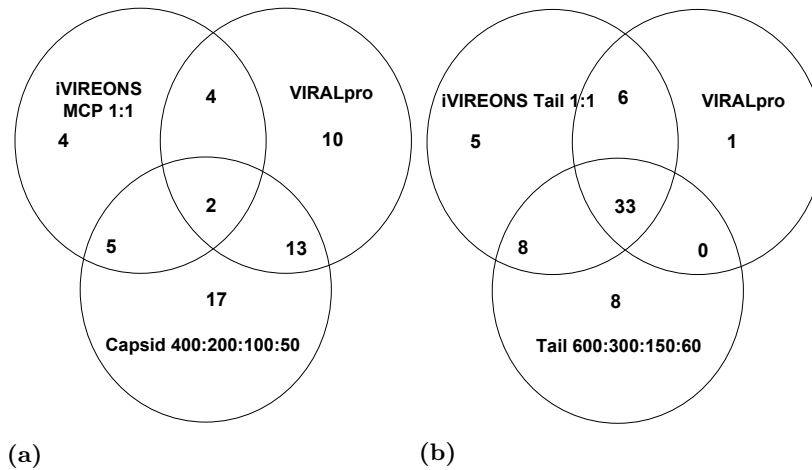 iVIREONS
MCP 1:1
4
4
VIRALpro
10
2
5
13
17
Capsid 400:200:100:50
(a)
iVIREONS Tail 1:1
5
6
VIRALpro
1
33
8
0
8
Tail 600:300:150:60
(b)